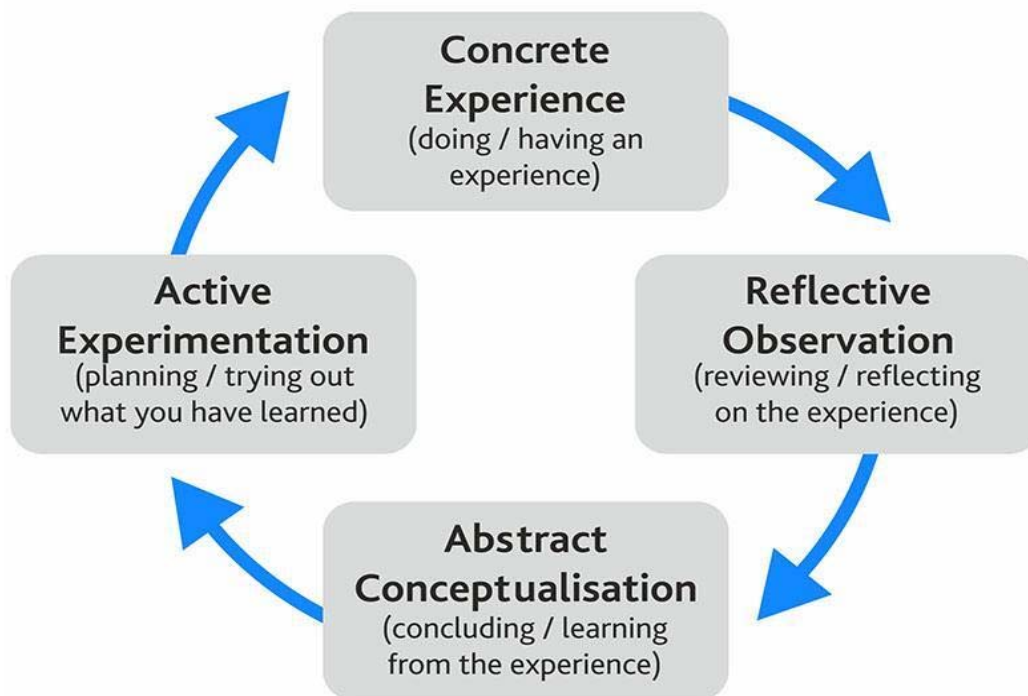 Concrete
Experience
(doing / having an
experience)
Reflective
Observation
(reviewing / reflecting
on the experience)
Abstract
Conceptualisation
(concluding / learning
from the experience)
Active
Experimentation
(planning / trying out
what you have learned)